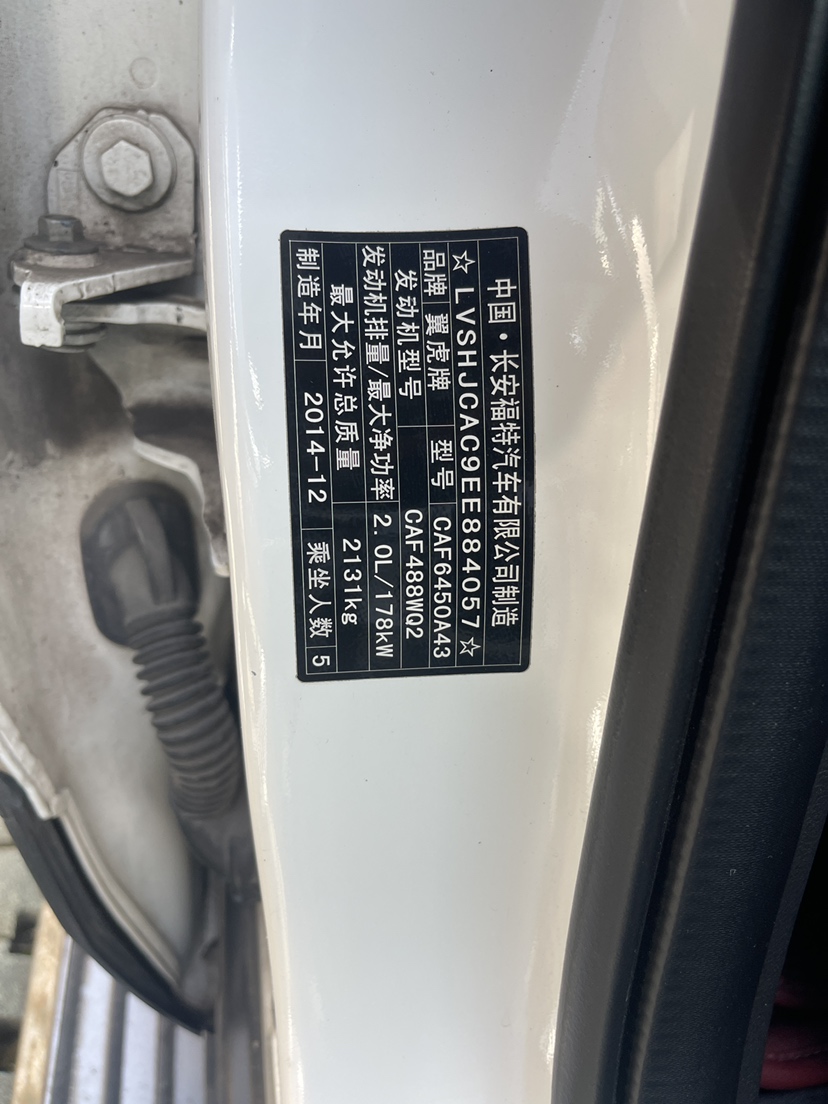 中国·长安福特汽车有限公司制造
☆LVSHJCAC9EE884057☆
品牌 翼虎牌 型号 CAF6450A43
发动机型号 CAF488WQ2
发动机排量/最大净功率 2.0L/178kW
最大允许总质量 2131kg
制造年月 2014-12 乘坐人数 5